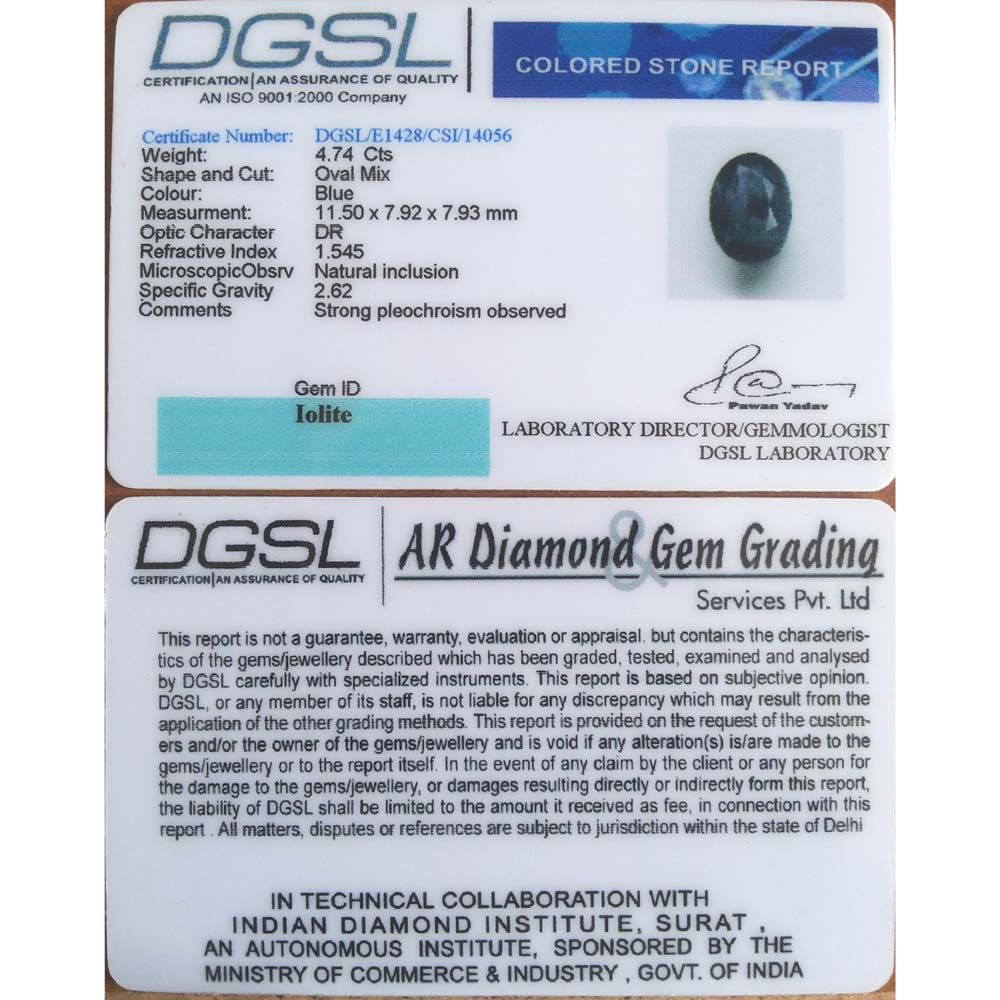 DGSL
CERTIFICATION|AN ASSURANCE OF QUALITY
AN ISO 9001:2000 Company
COLORED STONE REPORT
Certificate Number: DGSL/E1428/CSI/14056
Weight: 4.74 Cts
Shape and Cut: Oval Mix
Colour: Blue
Measurment: 11.50 x 7.92 x 7.93 mm
Optic Character DR
Refractive Index 1.545
MicroscopicObsrv Natural inclusion
Specific Gravity 2.62
Comments Strong pleochroism observed
Gem ID
Iolite
Pawan Yadav
LABORATORY DIRECTOR/GEMMOLOGIST
DGSL LABORATORY
DGSL
CERTIFICATION|AN ASSURANCE OF QUALITY
AR Diamond & Gem Grading
Services Pvt. Ltd
This report is not a guarantee, warranty, evaluation or appraisal. but contains the characteris-
tics of the gems/jewellery described which has been graded, tested, examined and analysed
by DGSL carefully with specialized instruments. This report is based on subjective opinion.
DGSL, or any member of its staff, is not liable for any discrepancy which may result from the
application of the other grading methods. This report is provided on the request of the custom-
ers and/or the owner of the gems/jewellery and is void if any alteration(s) is/are made to the
gems/jewellery or to the report itself. In the event of any claim by the client or any person for
the damage to the gems/jewellery, or damages resulting directly or indirectly form this report,
the liability of DGSL shall be limited to the amount it received as fee, in connection with this
report . All matters, disputes or references are subject to jurisdiction within the state of Delhi
IN TECHNICAL COLLABORATION WITH
INDIAN DIAMOND INSTITUTE, SURAT ,
AN AUTONOMOUS INSTITUTE, SPONSORED BY THE
MINISTRY OF COMMERCE & INDUSTRY , GOVT. OF INDIA